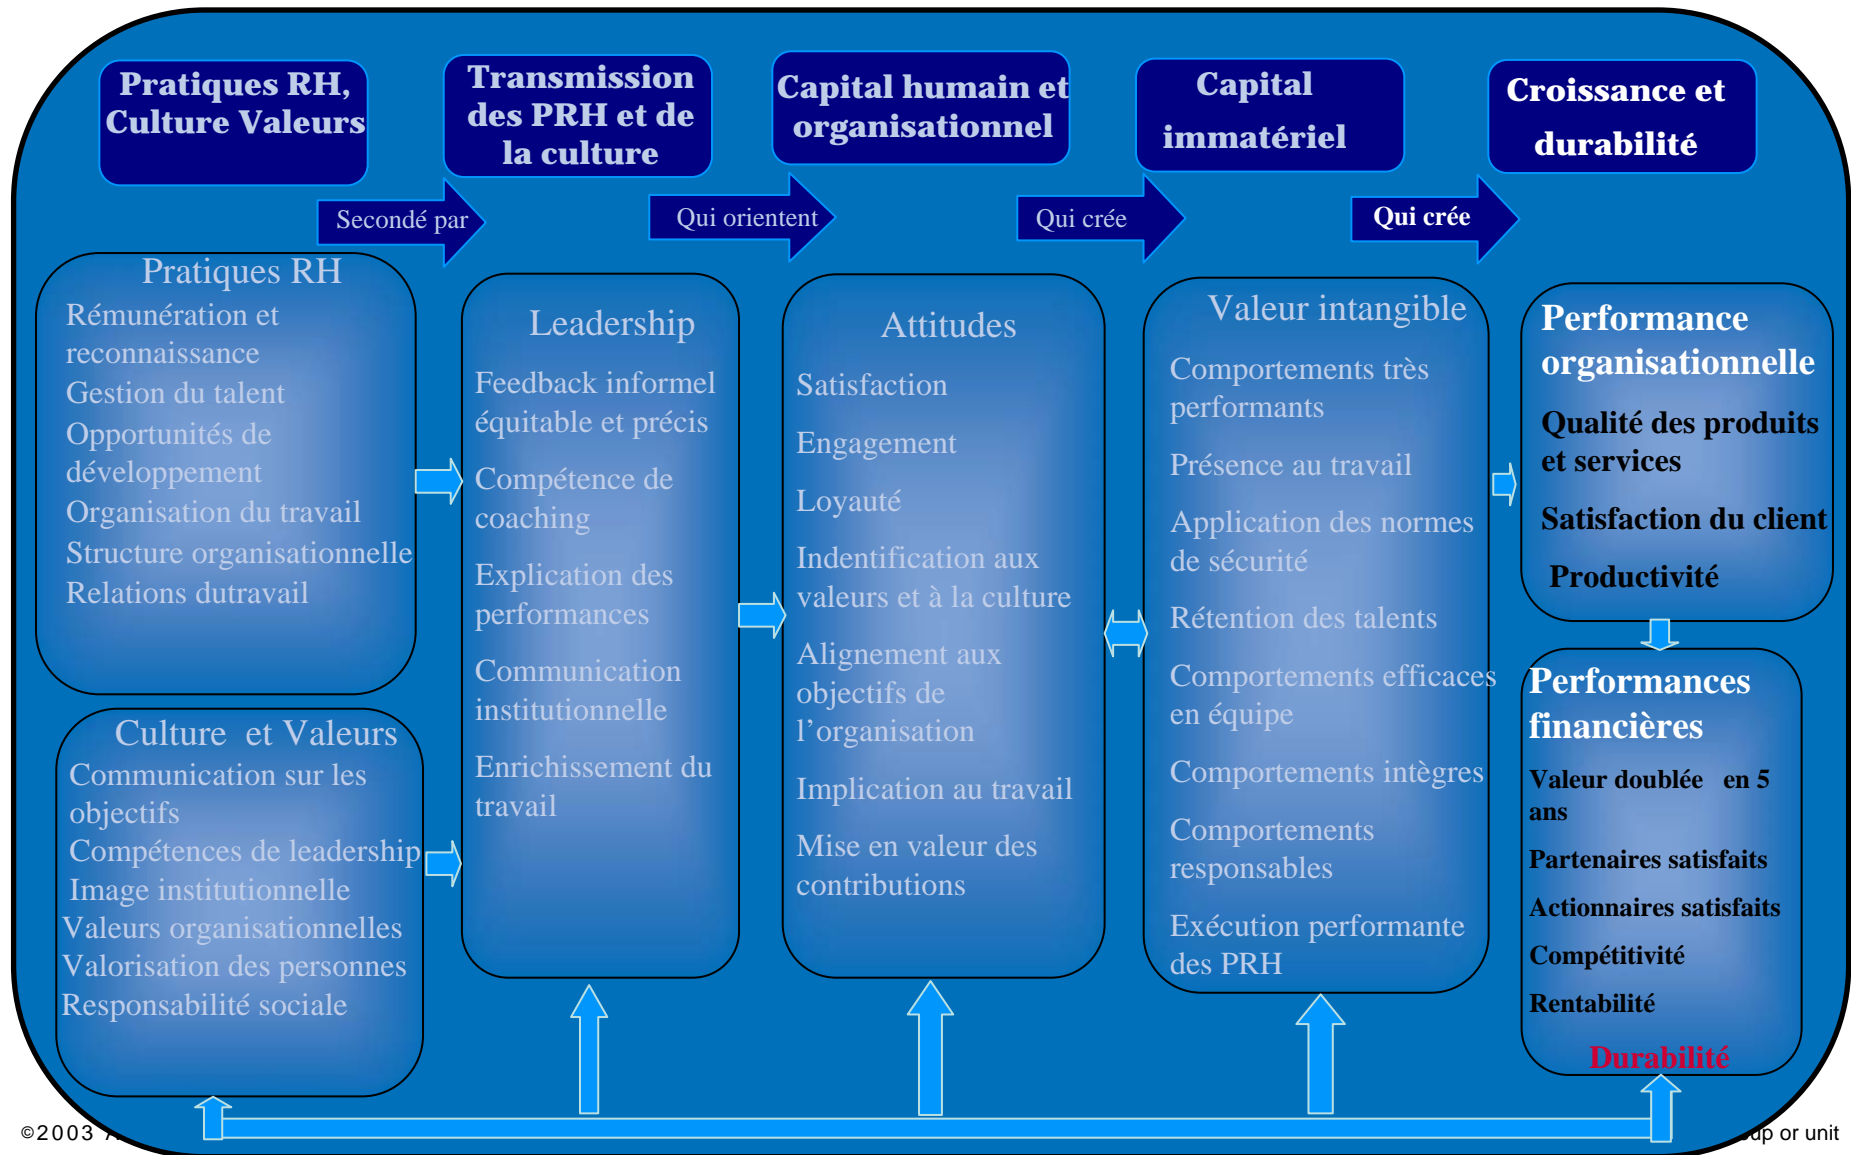 Pratiques RH,
Culture Valeurs
Transmission
des PRH et de
la culture
Capital humain et
organisationnel
Capital
immatériel
Croissance et
durabilité
Secondé par
Qui orientent
Qui crée
Qui crée
Pratiques RH
Rémunération et
reconnaissance
Gestion du talent
Opportunités de
développement
Organisation du travail
Structure organisationnelle
Relations dutravail
Culture et Valeurs
Communication sur les
objectifs
Compétences de leadership
Image institutionnelle
Valeurs organisationnelles
Valorisation des personnes
Responsabilité sociale
Leadership
Feedback informel
équitable et précis
Compétence de
coaching
Explication des
performances
Communication
institutionnelle
Enrichissement du
travail
Attitudes
Satisfaction
Engagement
Loyauté
Indentification aux
valeurs et à la culture
Alignement aux
objectifs de
l’organisation
Implication au travail
Mise en valeur des
contributions
Valeur intangible
Comportements très
performants
Présence au travail
Application des normes
de sécurité
Rétention des talents
Comportements efficaces
en équipe
Comportements intègres
Comportements
responsables
Exécution performante
des PRH
Performance
organisationnelle
Qualité des produits
et services
Satisfaction du client
Productivité
Performances
financières
Valeur doublée en 5
ans
Partenaires satisfaits
Actionnaires satisfaits
Compétitivité
Rentabilité
Durabilité
©2003
or unit